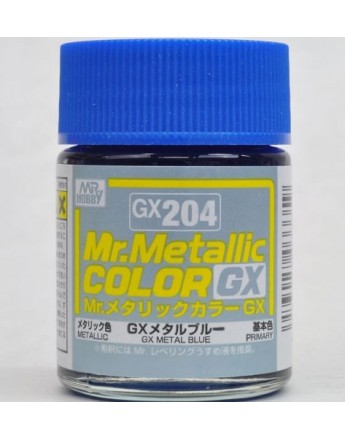 MR. HOBBY
GX204
Mr.Metallic
COLOR GX
Mr.メタリックカラー GX
メタリック色 GXメタルブルー 基本色
METALLIC GX METAL BLUE PRIMARY
※希釈には Mr. レベリングうすめ液を推奨。